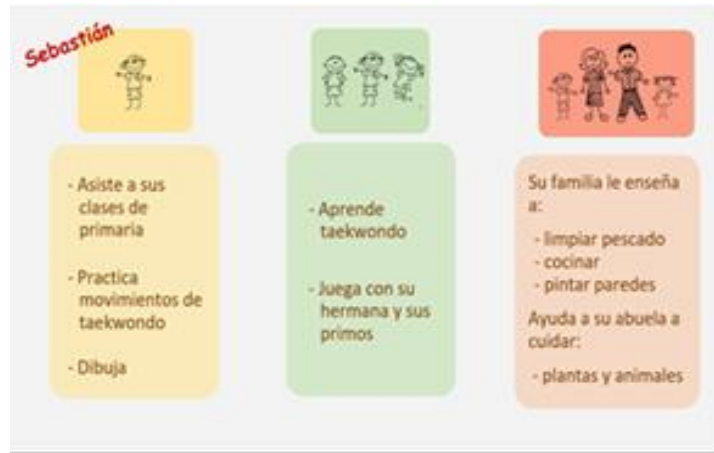 Sebastián
- Asiste a sus
clases de
primaria
- Practica
movimientos de
taekwondo
- Dibuja
- Aprende
taekwondo
- Juega con su
hermana y sus
primos
Su familia le enseña
a:
- limpiar pescado
- cocinar
- pintar paredes
Ayuda a su abuela a
cuidar:
- plantas y animales